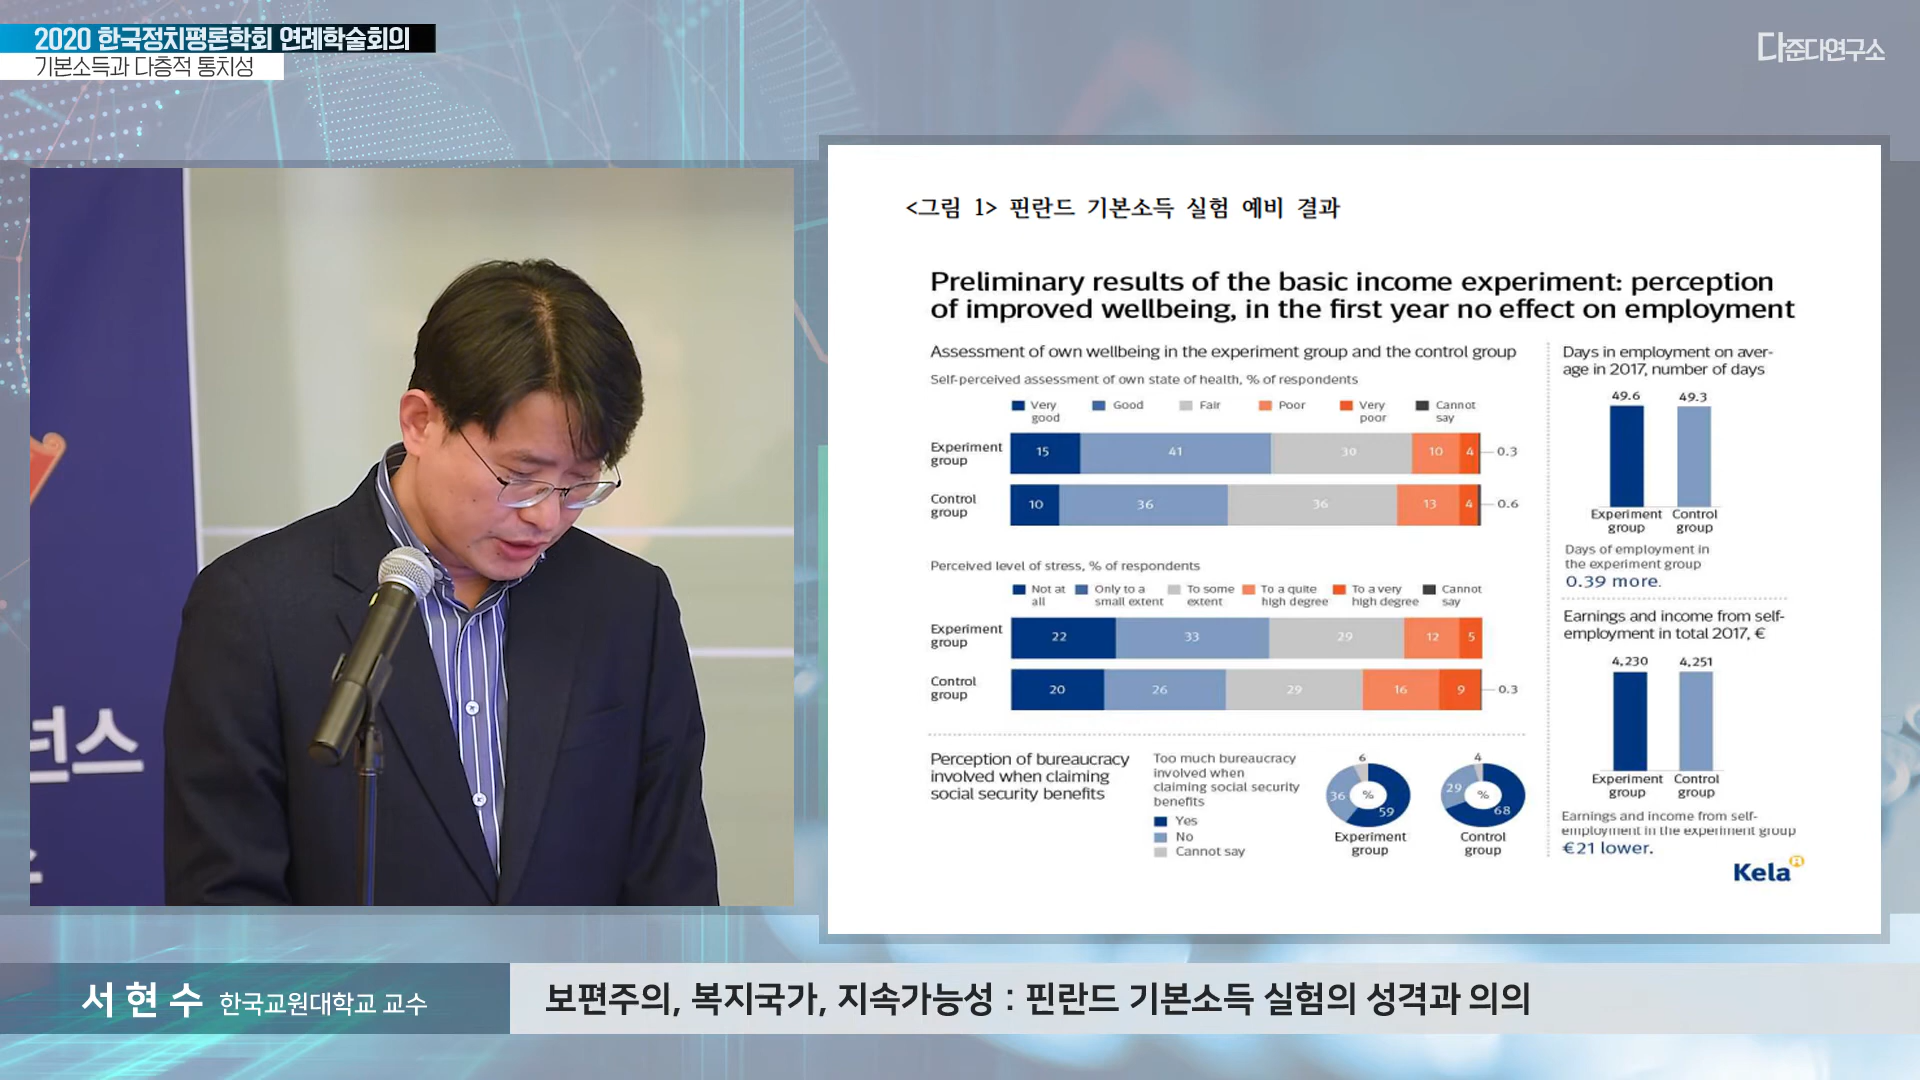 2020 한국정치평론학회 연례학술회의
기본소득과 다층적 통치성
다준다연구소
넌스
<그림 1> 핀란드 기본소득 실험 예비 결과
Preliminary results of the basic income experiment: perception
of improved wellbeing, in the first year no effect on employment
Assessment of own wellbeing in the experiment group and the control group
Self-perceived assessment of own state of health, % of respondents
Very good Good Fair Poor Very poor Cannot say
Experiment group 15 41 30 10 4 0.3
Control group 10 36 36 13 4 0.6
Perceived level of stress, % of respondents
Not at all Only to a small extent To some extent To a quite high degree To a very high degree Cannot say
Experiment group 22 33 29 12 5
Control group 20 26 29 16 9 0.3
Perception of bureaucracy
involved when claiming
social security benefits
Too much bureaucracy
involved when
claiming social security
benefits
Yes
No
Cannot say
6
36 % 59
Experiment
group
4
29 % 68
Control
group
Days in employment on aver-
age in 2017, number of days
49.6 49.3
Experiment group Control group
Days of employment in
the experiment group
0.39 more.
Earnings and income from self-
employment in total 2017, €
4,230 4,251
Experiment group Control group
Earnings and income from self-
employment in the experiment group
€21 lower.
Kela
서현수 한국교원대학교 교수
보편주의, 복지국가, 지속가능성 : 핀란드 기본소득 실험의 성격과 의의